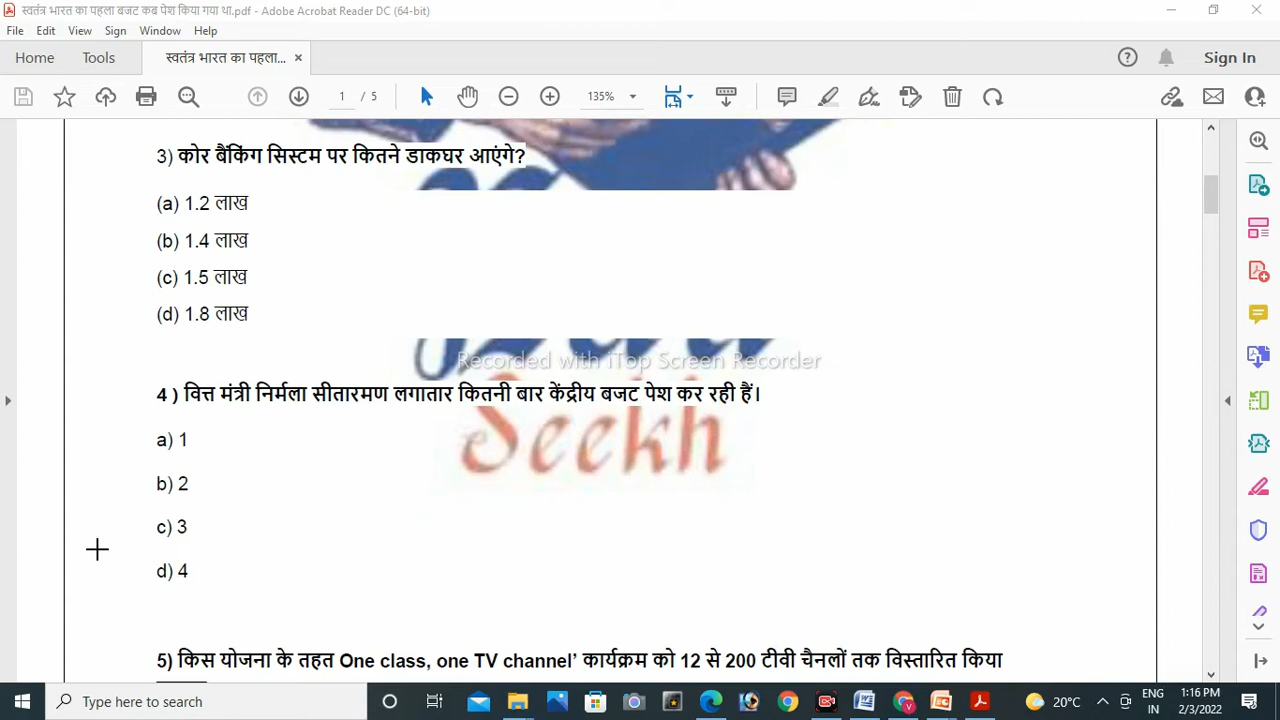 स्वतंत्र भारत का पहला बजट कब पेश किया गया था.pdf - Adobe Acrobat Reader DC (64-bit)
File Edit View Sign Window Help
Home Tools स्वतंत्र भारत का पहला... × Sign In
1 / 5 135%
3) कोर बैंकिंग सिस्टम पर कितने डाकघर आएंगे?
(a) 1.2 लाख
(b) 1.4 लाख
(c) 1.5 लाख
(d) 1.8 लाख
Recorded with iTop Screen Recorder
4 ) वित्त मंत्री निर्मला सीतारमण लगातार कितनी बार केंद्रीय बजट पेश कर रही हैं।
Seekh
a) 1
b) 2
c) 3
d) 4
5) किस योजना के तहत One class, one TV channel’ कार्यक्रम को 12 से 200 टीवी चैनलों तक विस्तारित किया
Type here to search 20°C ENG 1:16 PM
IN 2/3/2022